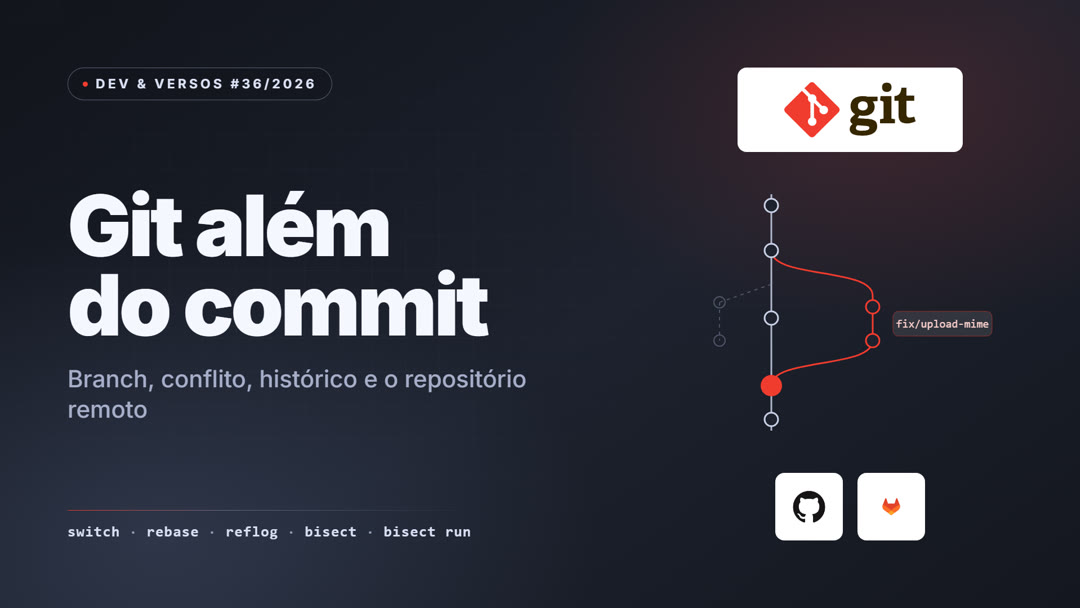 DEV & VERSOS #36/2026
git
Git além
do commit
Branch, conflito, histórico e o repositório
remoto
fix/upload-mime
switch · rebase · reflog · bisect · bisect run